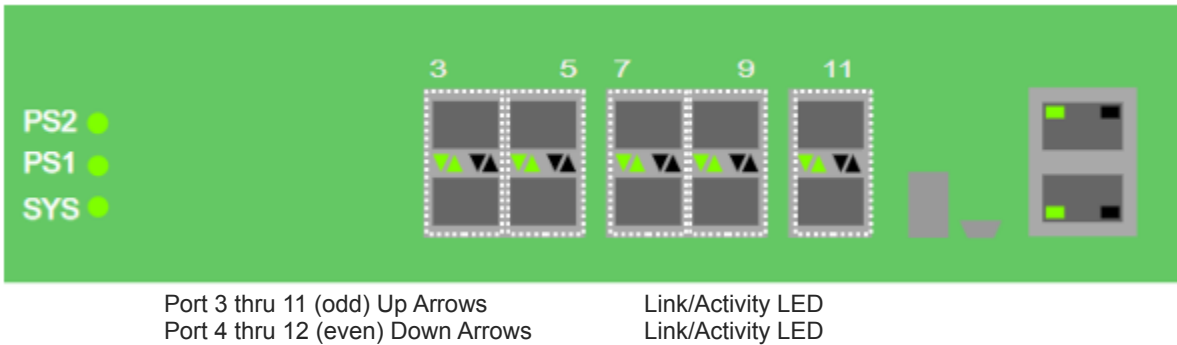 3 5 7 9 11
PS2
PS1
SYS
Port 3 thru 11 (odd) Up Arrows Link/Activity LED
Port 4 thru 12 (even) Down Arrows Link/Activity LED